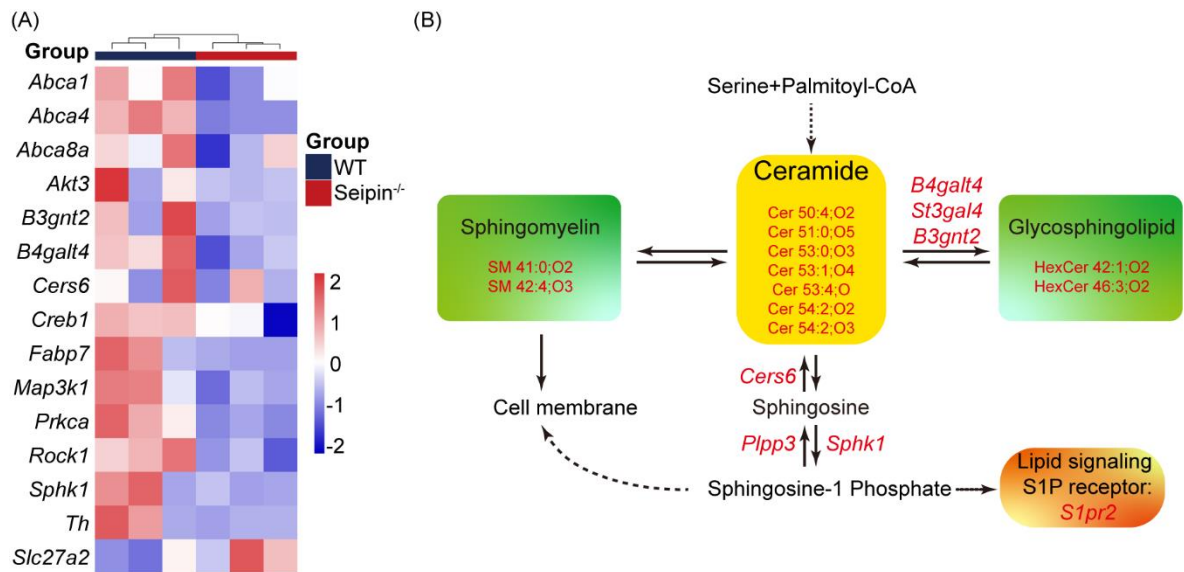 (A)
Group
Abca1
Abca4
Abca8a
Akt3
B3gnt2
B4galt4
Cers6
Creb1
Fabp7
Map3k1
Prkca
Rock1
Sphk1
Th
Slc27a2
Group
WT
Seipin-/-
2
1
0
-1
-2
(B)
Serine+Palmitoyl-CoA
Ceramide
Cer 50:4;O2
Cer 51:0;O5
Cer 53:0;O3
Cer 53:1;O4
Cer 53:4;O
Cer 54:2;O2
Cer 54:2;O3
Sphingomyelin
SM 41:0;O2
SM 42:4;O3
B4galt4
St3gal4
B3gnt2
Glycosphingolipid
HexCer 42:1;O2
HexCer 46:3;O2
Cers6
Cell membrane
Sphingosine
Plpp3
Sphk1
Sphingosine-1 Phosphate
Lipid signaling
S1P receptor:
S1pr2